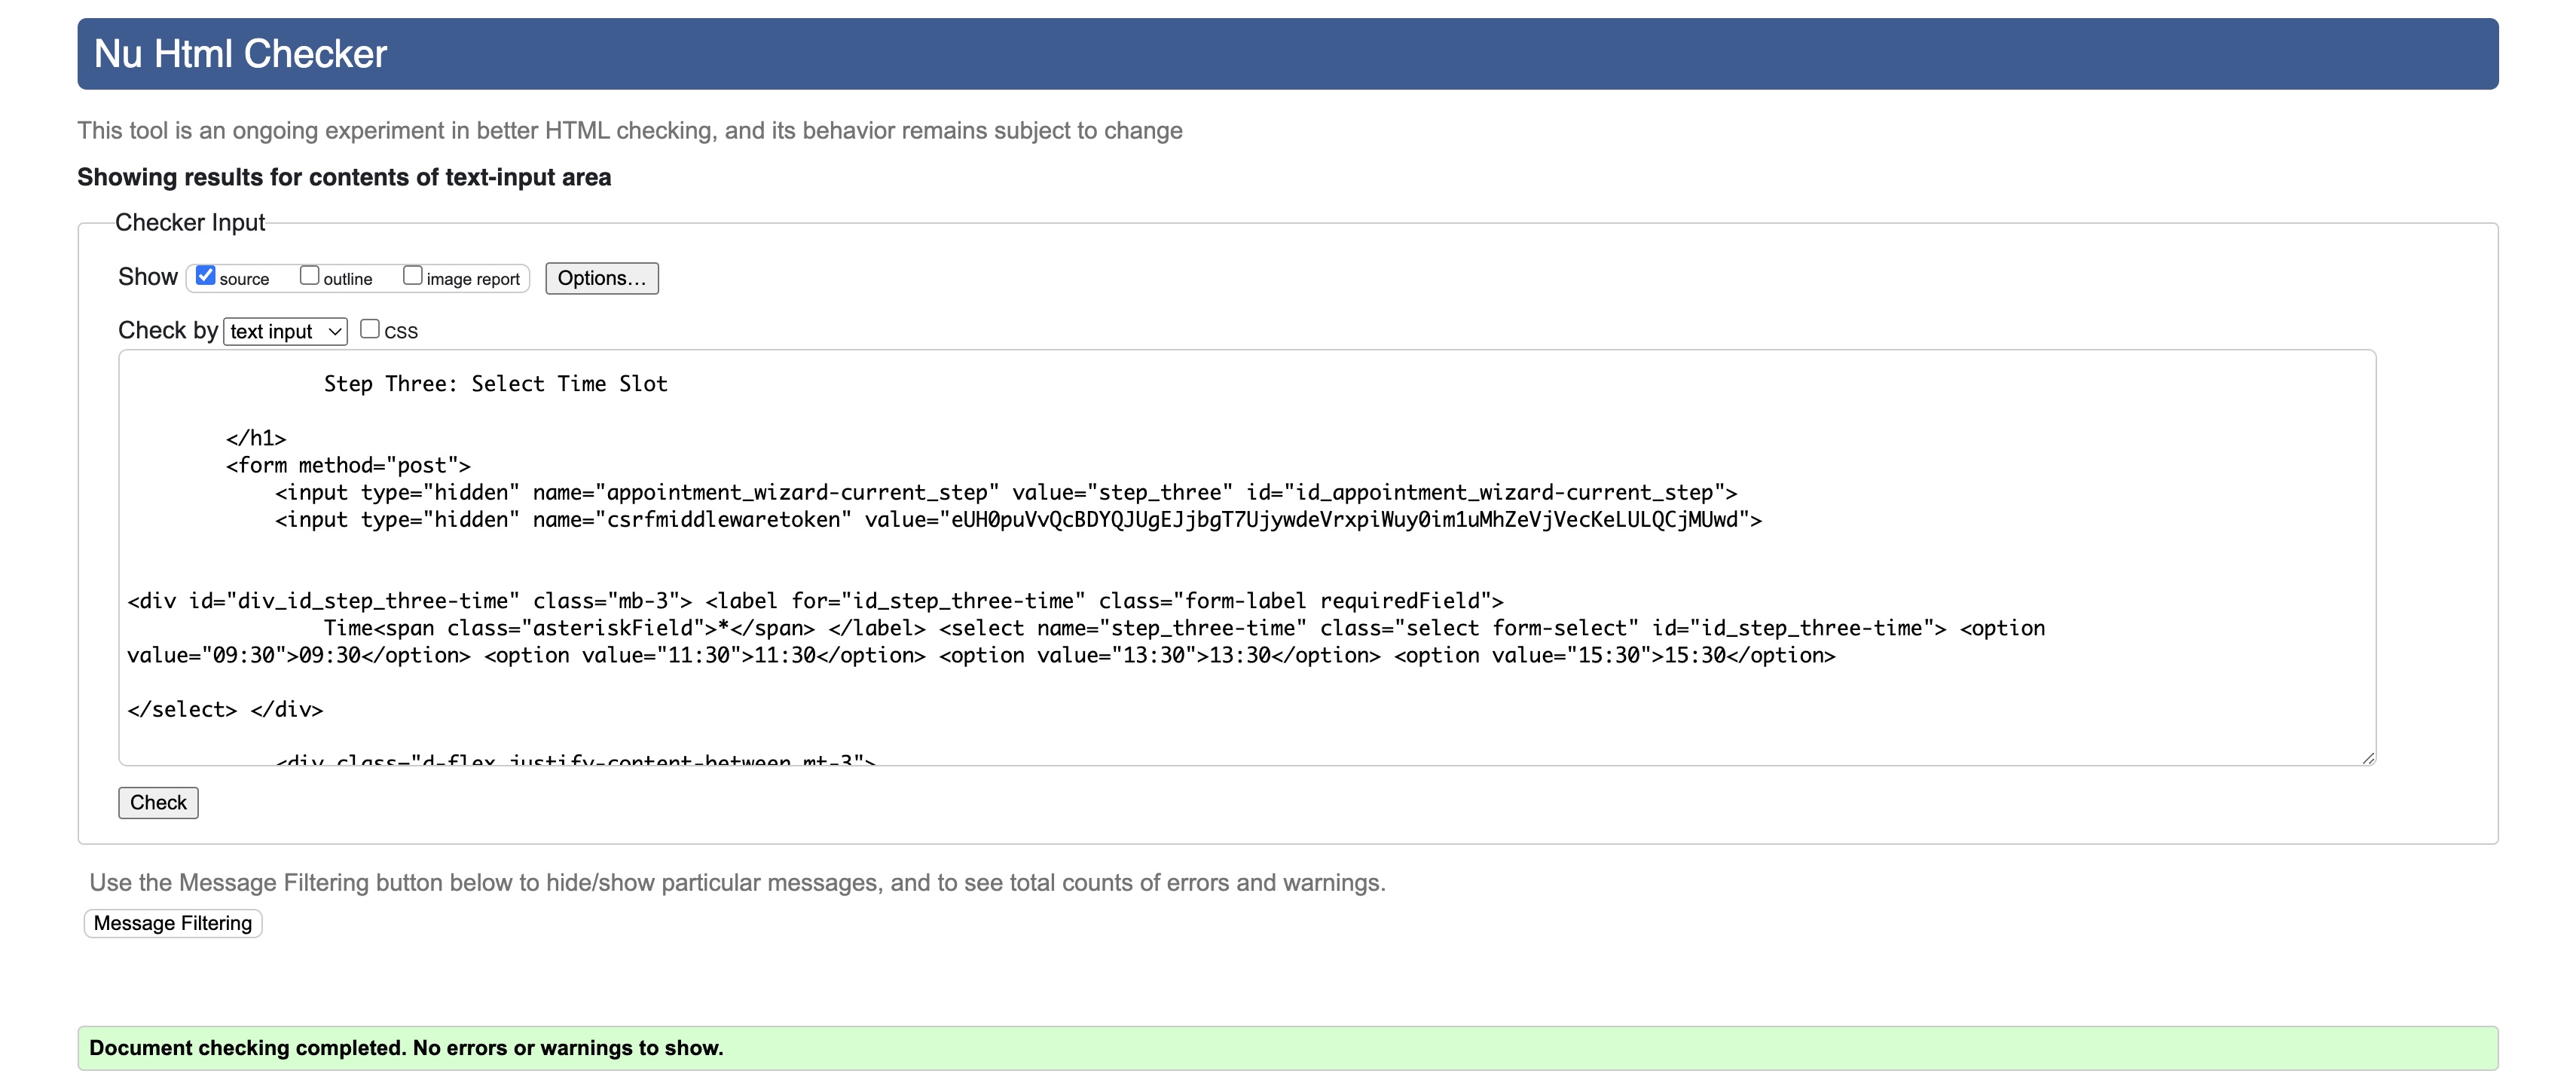 Nu Html Checker
This tool is an ongoing experiment in better HTML checking, and its behavior remains subject to change
Showing results for contents of text-input area
Checker Input
Show source outline image report Options...
Check by text input CSS
Step Three: Select Time Slot
</h1>
<form method="post">
<input type="hidden" name="appointment_wizard-current_step" value="step_three" id="id_appointment_wizard-current_step">
<input type="hidden" name="csrfmiddlewaretoken" value="eUH0puVvQcBDYQJUgEJjbgT7UjywdeVrxpiWuy0im1uMhZeVjVecKeLULQCjMUwd">
<div id="div_id_step_three-time" class="mb-3"> <label for="id_step_three-time" class="form-label requiredField">
Time<span class="asteriskField">*</span> </label> <select name="step_three-time" class="select form-select" id="id_step_three-time"> <option
value="09:30">09:30</option> <option value="11:30">11:30</option> <option value="13:30">13:30</option> <option value="15:30">15:30</option>
</select> </div>
<div class="d-flex justify-content-between mt-3">
Check
Use the Message Filtering button below to hide/show particular messages, and to see total counts of errors and warnings.
Message Filtering
Document checking completed. No errors or warnings to show.